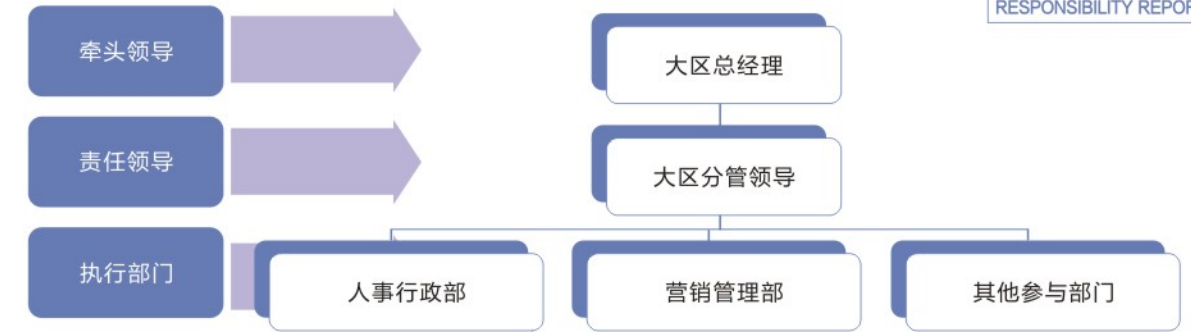 RESPONSIBILITY REPOR
牵头领导
大区总经理
责任领导
大区分管领导
执行部门
人事行政部
营销管理部
其他参与部门